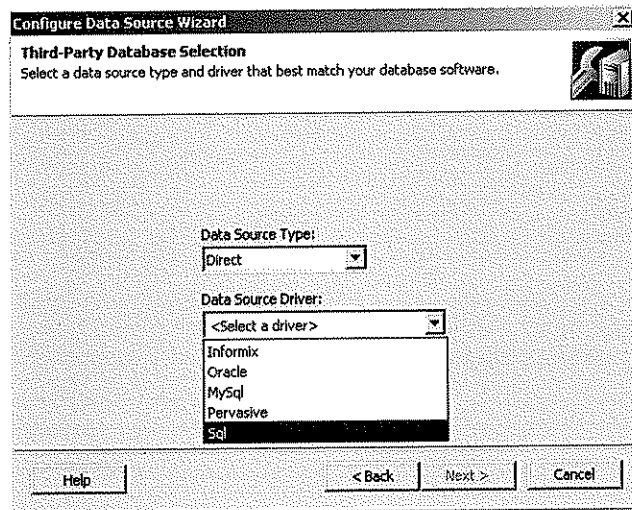 Configure Data Source Wizard
Third-Party Database Selection
Select a data source type and driver that best match your database software.
Data Source Type:
Direct
Data Source Driver:
<Select a driver>
Informix
Oracle
MySql
Pervasive
Sql
Help
< Back
Next >
Cancel